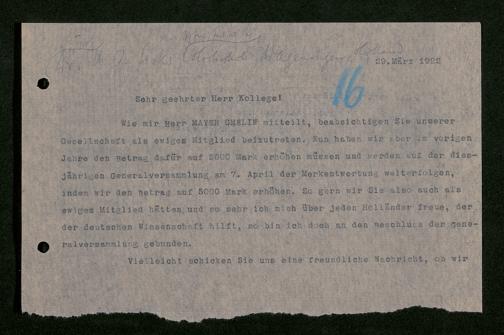 Holland
29.März 1922
16
Sehr geehrter Herr Kollege!
Wie mir Herr MAYER GMELIN mitteilt, beabsichtigen Sie unserer
Gesellschaft als ewiges Mitglied beizutreten. Nun haben wir aber im vorigen
Jahre den Betrag dafür auf 2000 Mark erhöhen müssen und werden auf der dies-
jährigen Generalversammlung am 7. April der Markentwertung weiterfolgen,
indem wir den Betrag auf 5000 Mark erhöhen. So gern wir Sie also auch als
ewiges Mitglied hätten und so sehr ich mich über jeden Holländer freue, der
der deutschen Wissenschaft hilft, so bin ich doch an den Beschluss der Gene-
ralversammlung gebunden.
Vielleicht schicken Sie uns eine freundliche Nachricht, ob wir